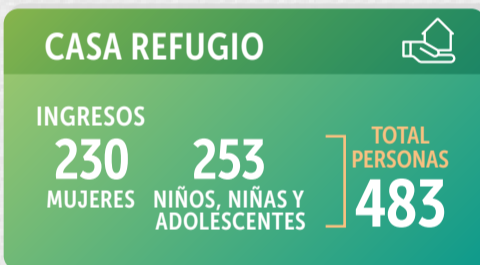 CASA REFUGIO
INGRESOS
230
MUJERES
253
NIÑOS, NIÑAS Y
ADOLESCENTES
TOTAL
PERSONAS
483